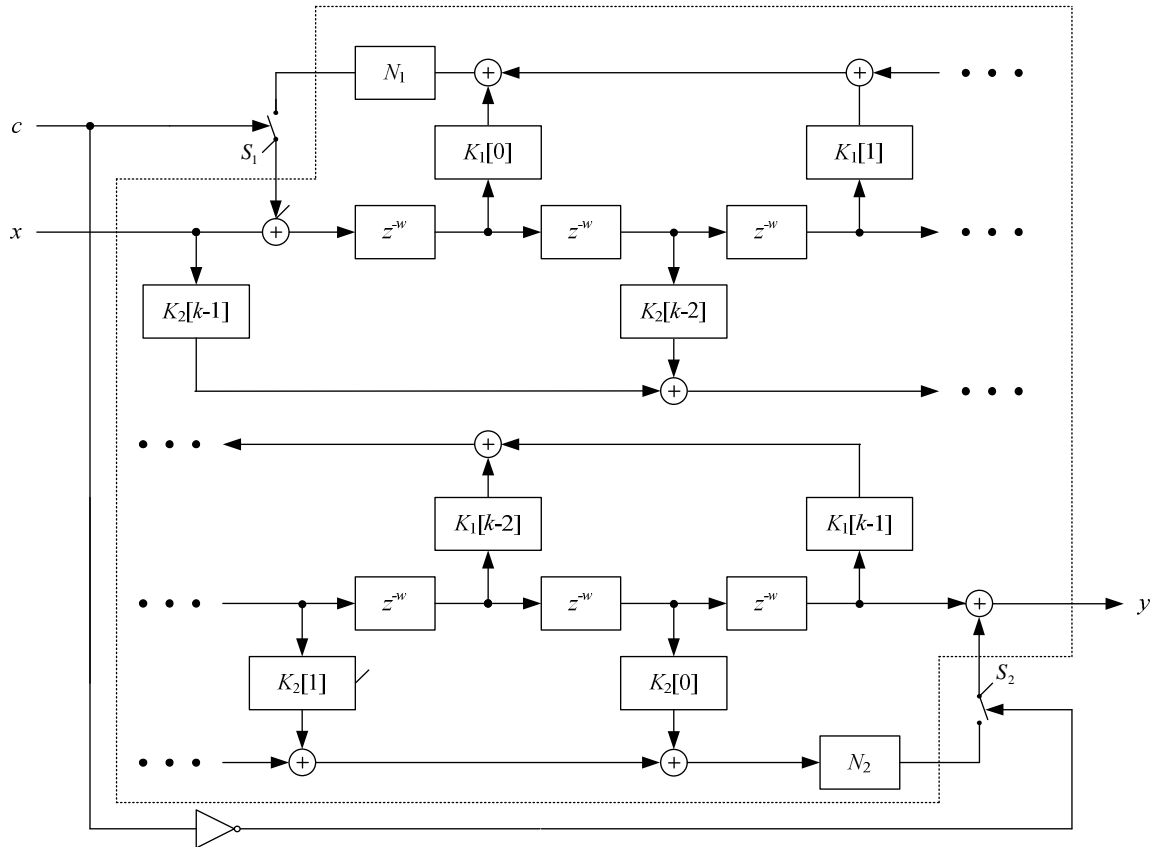 N₁
c
S₁
K₁[0]
K₁[1]
x
z⁻ʷ
z⁻ʷ
z⁻ʷ
K₂[k-1]
K₂[k-2]
K₁[k-2]
K₁[k-1]
z⁻ʷ
z⁻ʷ
z⁻ʷ
y
K₂[1]
K₂[0]
S₂
N₂